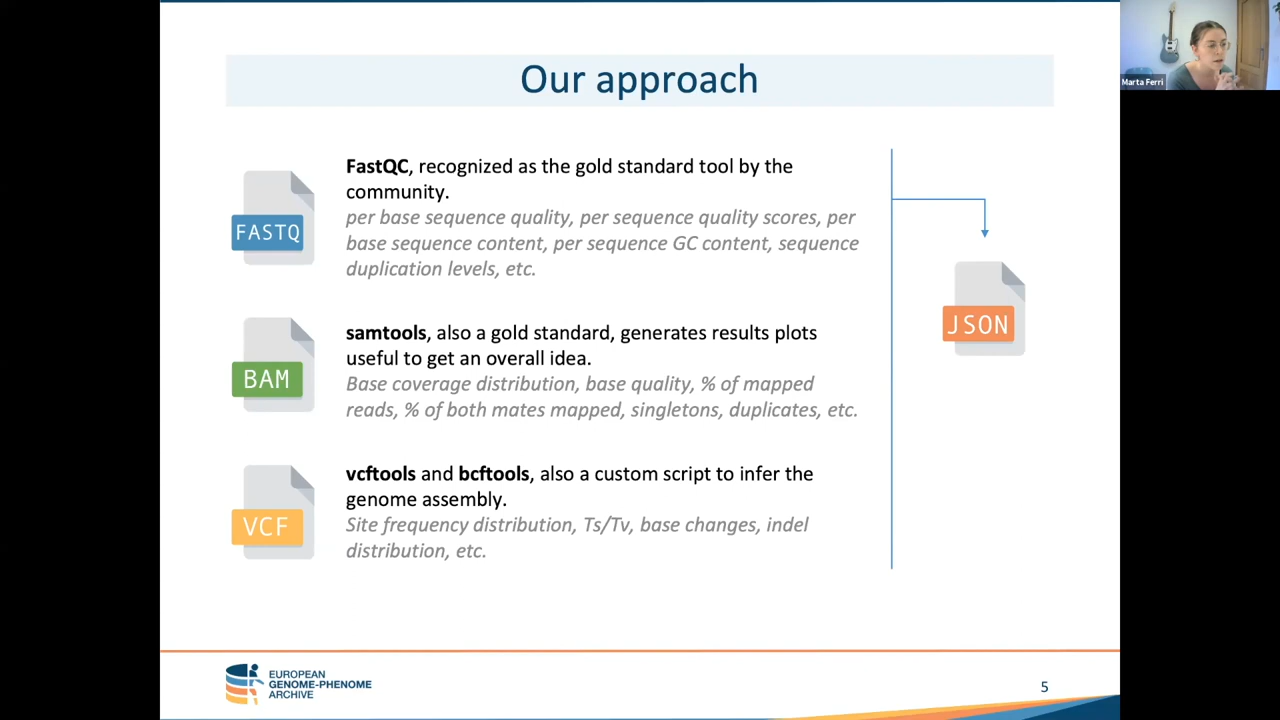 Our approach
FastQC, recognized as the gold standard tool by the
community.
per base sequence quality, per sequence quality scores, per
base sequence content, per sequence GC content, sequence
duplication levels, etc.
FASTQ
samtools, also a gold standard, generates results plots
useful to get an overall idea.
Base coverage distribution, base quality, % of mapped
reads, % of both mates mapped, singletons, duplicates, etc.
BAM
vcftools and bcftools, also a custom script to infer the
genome assembly.
Site frequency distribution, Ts/Tv, base changes, indel
distribution, etc.
VCF
JSON
EUROPEAN
GENOME-PHENOME
ARCHIVE
5
Marta Ferri